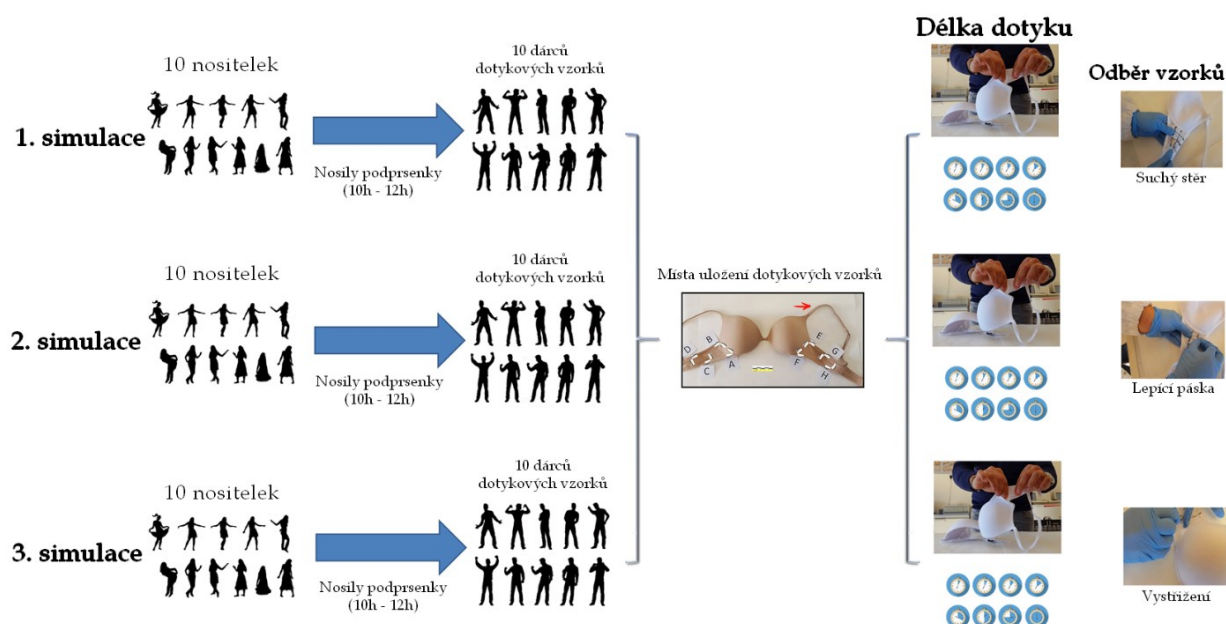 Délka dotyku
Odběr vzorků
1. simulace
10 nositelek
Nosily podprsenky
(10h - 12h)
10 dárců
dotykových vzorků
Suchý stěr
2. simulace
10 nositelek
Nosily podprsenky
(10h - 12h)
10 dárců
dotykových vzorků
Místa uložení dotykových vzorků
D
B
C
A
E
G
F
H
Lepící páska
3. simulace
10 nositelek
Nosily podprsenky
(10h - 12h)
10 dárců
dotykových vzorků
Vystřižení